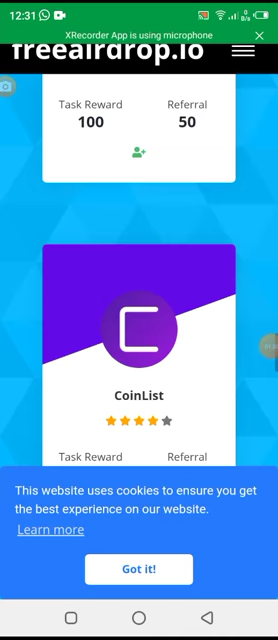 12:31
XRecorder App is using microphone
freeairdrop.io
Task Reward
Referral
100
50
CoinList
Task Reward
Referral
This website uses cookies to ensure you get
the best experience on our website.
Learn more
Got it!